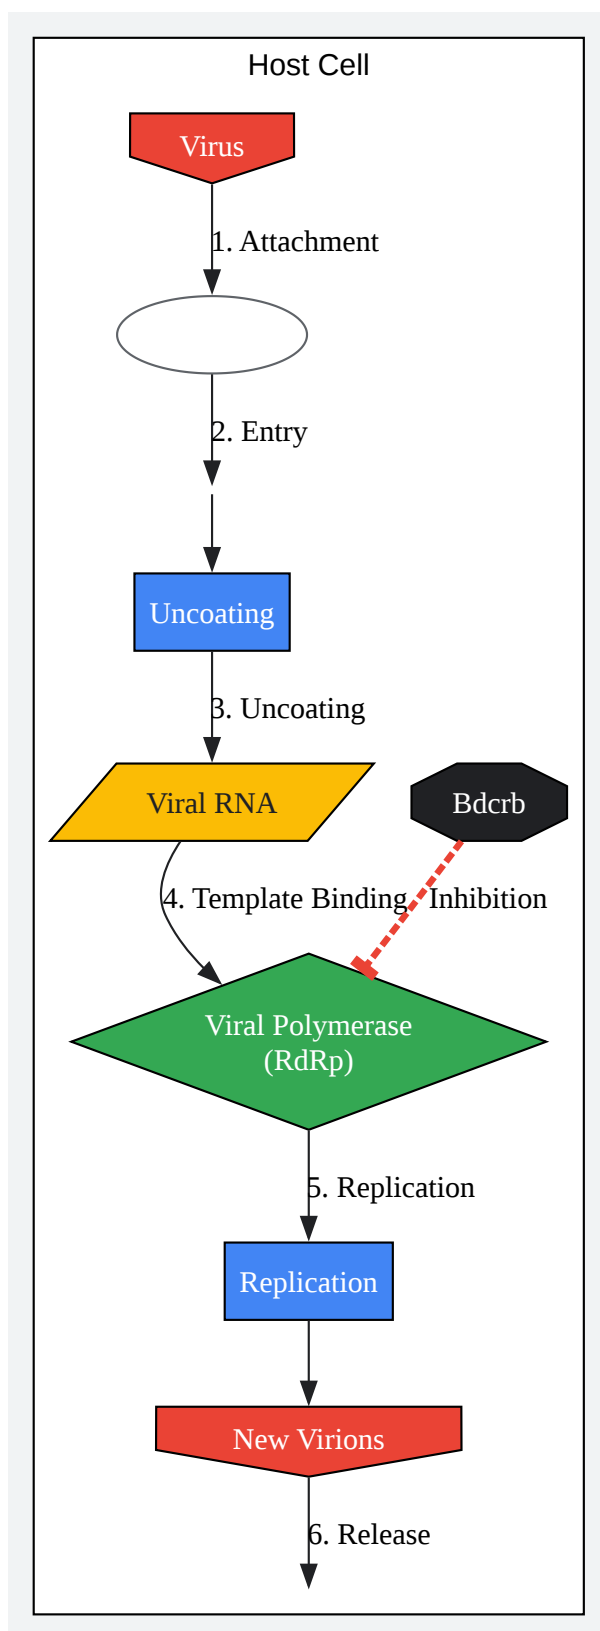 Host Cell
Virus
1. Attachment
2. Entry
Uncoating
3. Uncoating
Viral RNA
Bdcrb
4. Template Binding
Inhibition
Viral Polymerase
(RdRp)
5. Replication
Replication
New Virions
6. Release